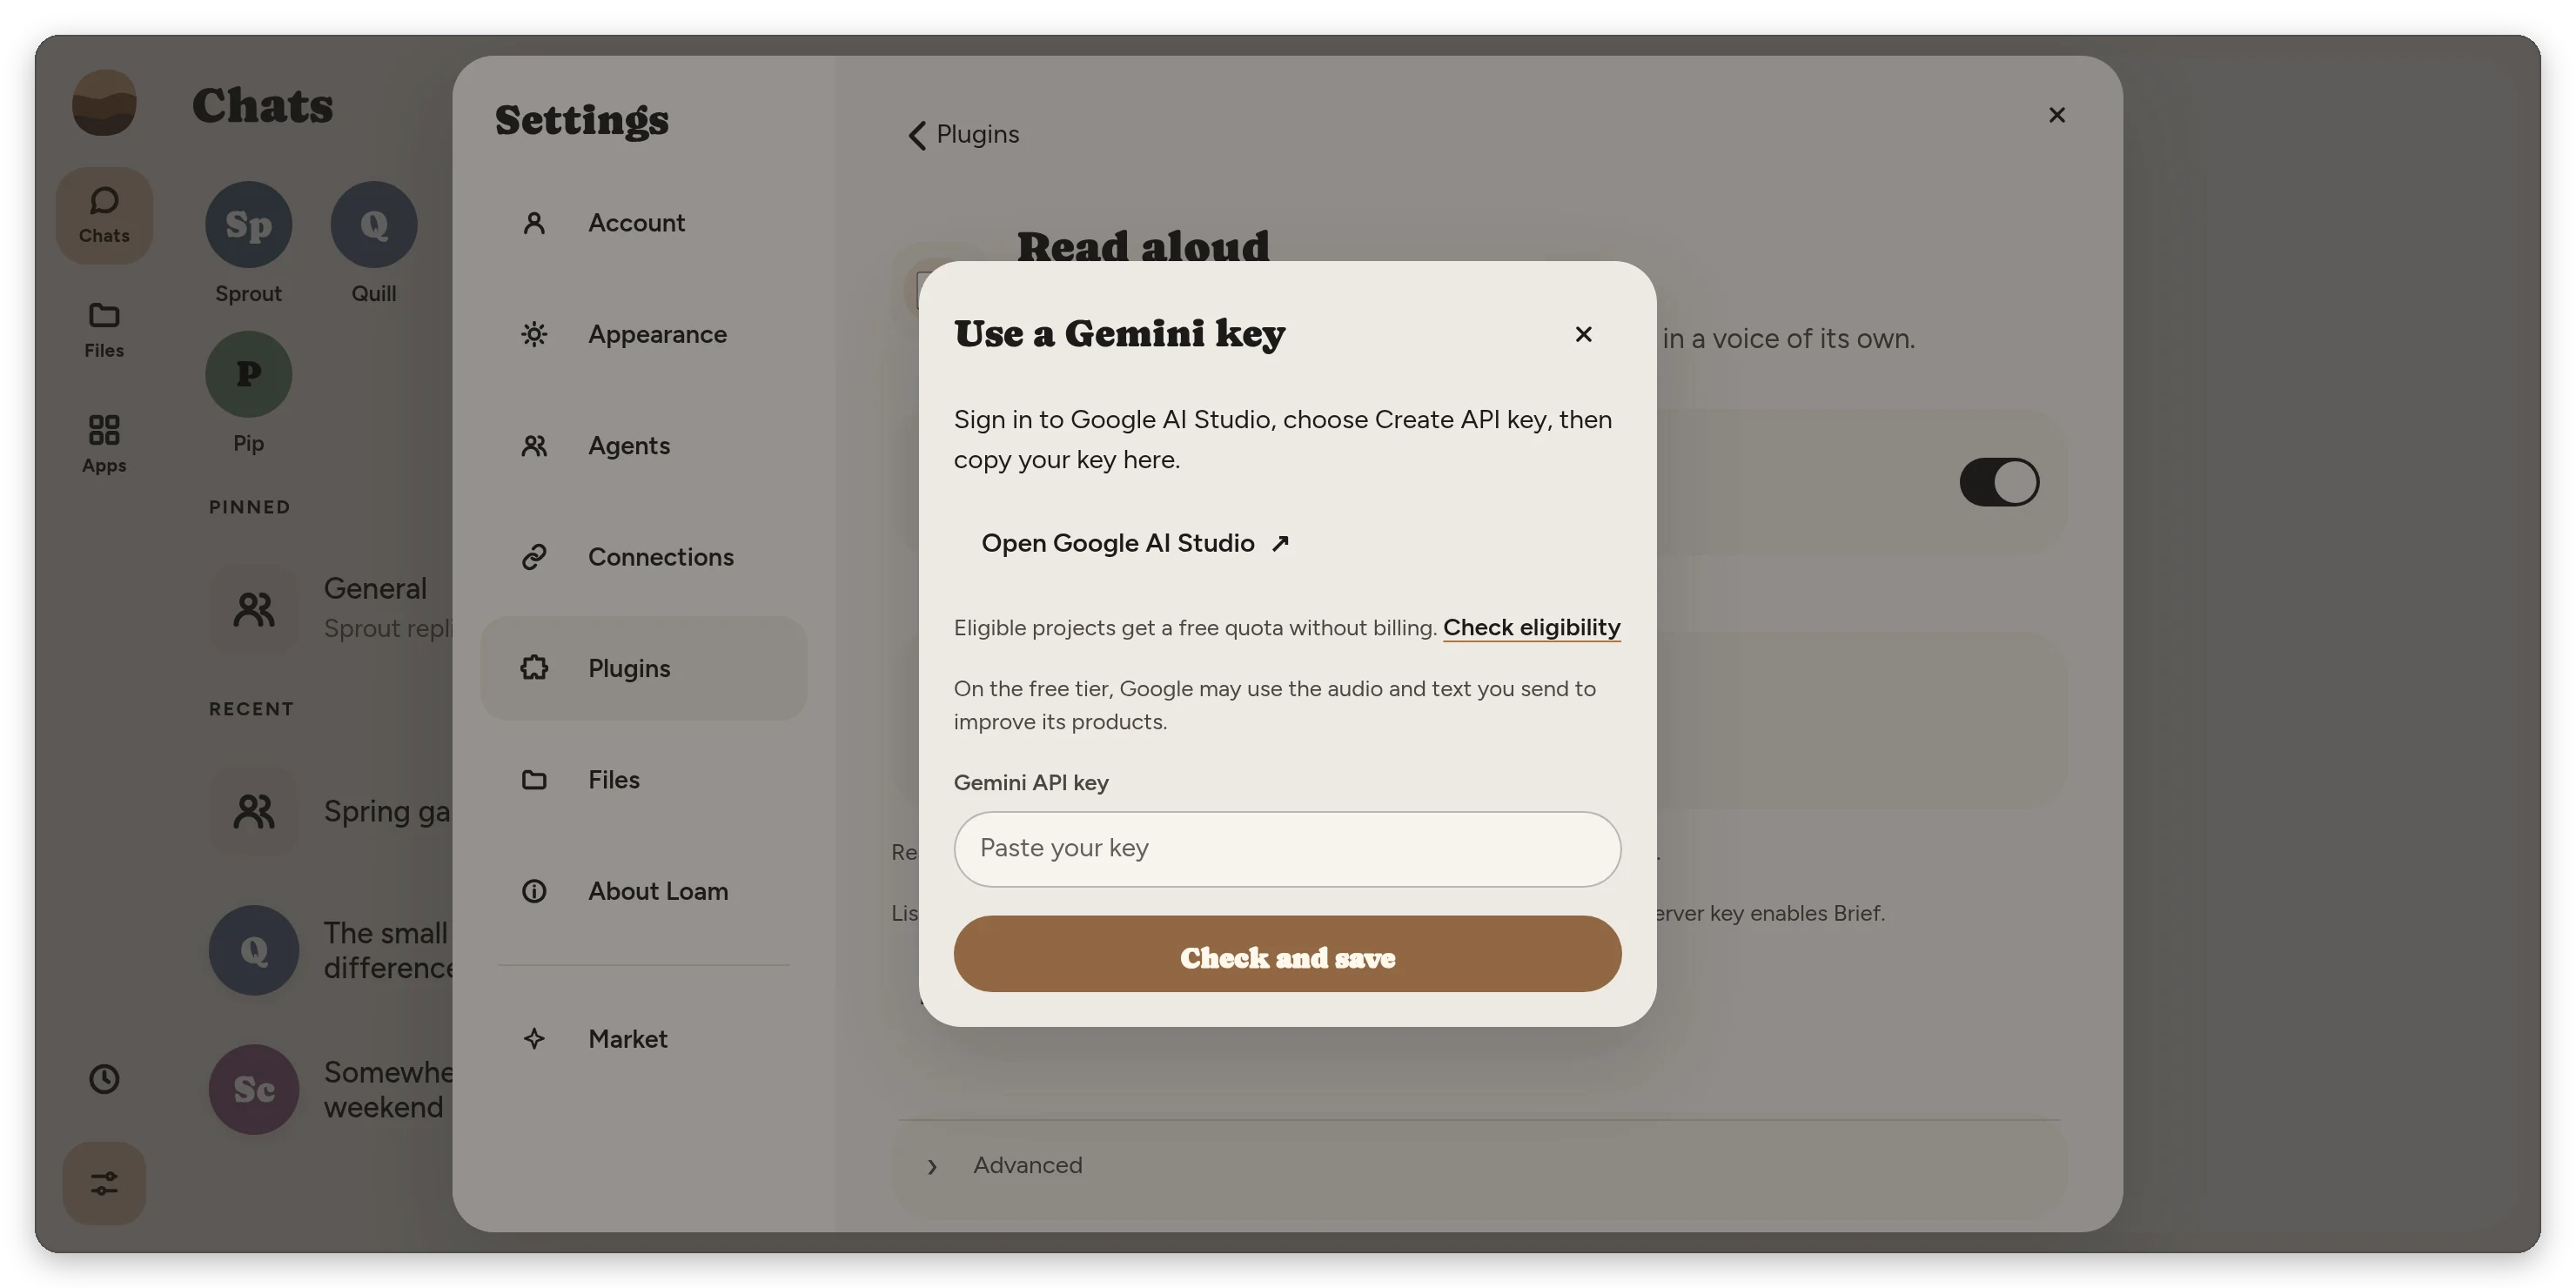 Chats
Chats
Files
Apps
Sp
Q
Sprout
Quill
P
Pip
PINNED
General
Sprout repli
RECENT
Spring ga
Q
The small
difference
Sc
Somewhe
weekend
Settings
Account
Appearance
Agents
Connections
Plugins
Files
About Loam
Market
Plugins
Read aloud
in a voice of its own.
Use a Gemini key
Sign in to Google AI Studio, choose Create API key, then
copy your key here.
Open Google AI Studio ↗
Eligible projects get a free quota without billing. Check eligibility
On the free tier, Google may use the audio and text you send to
improve its products.
Gemini API key
Paste your key
Check and save
Re
Lis
erver key enables Brief.
Advanced